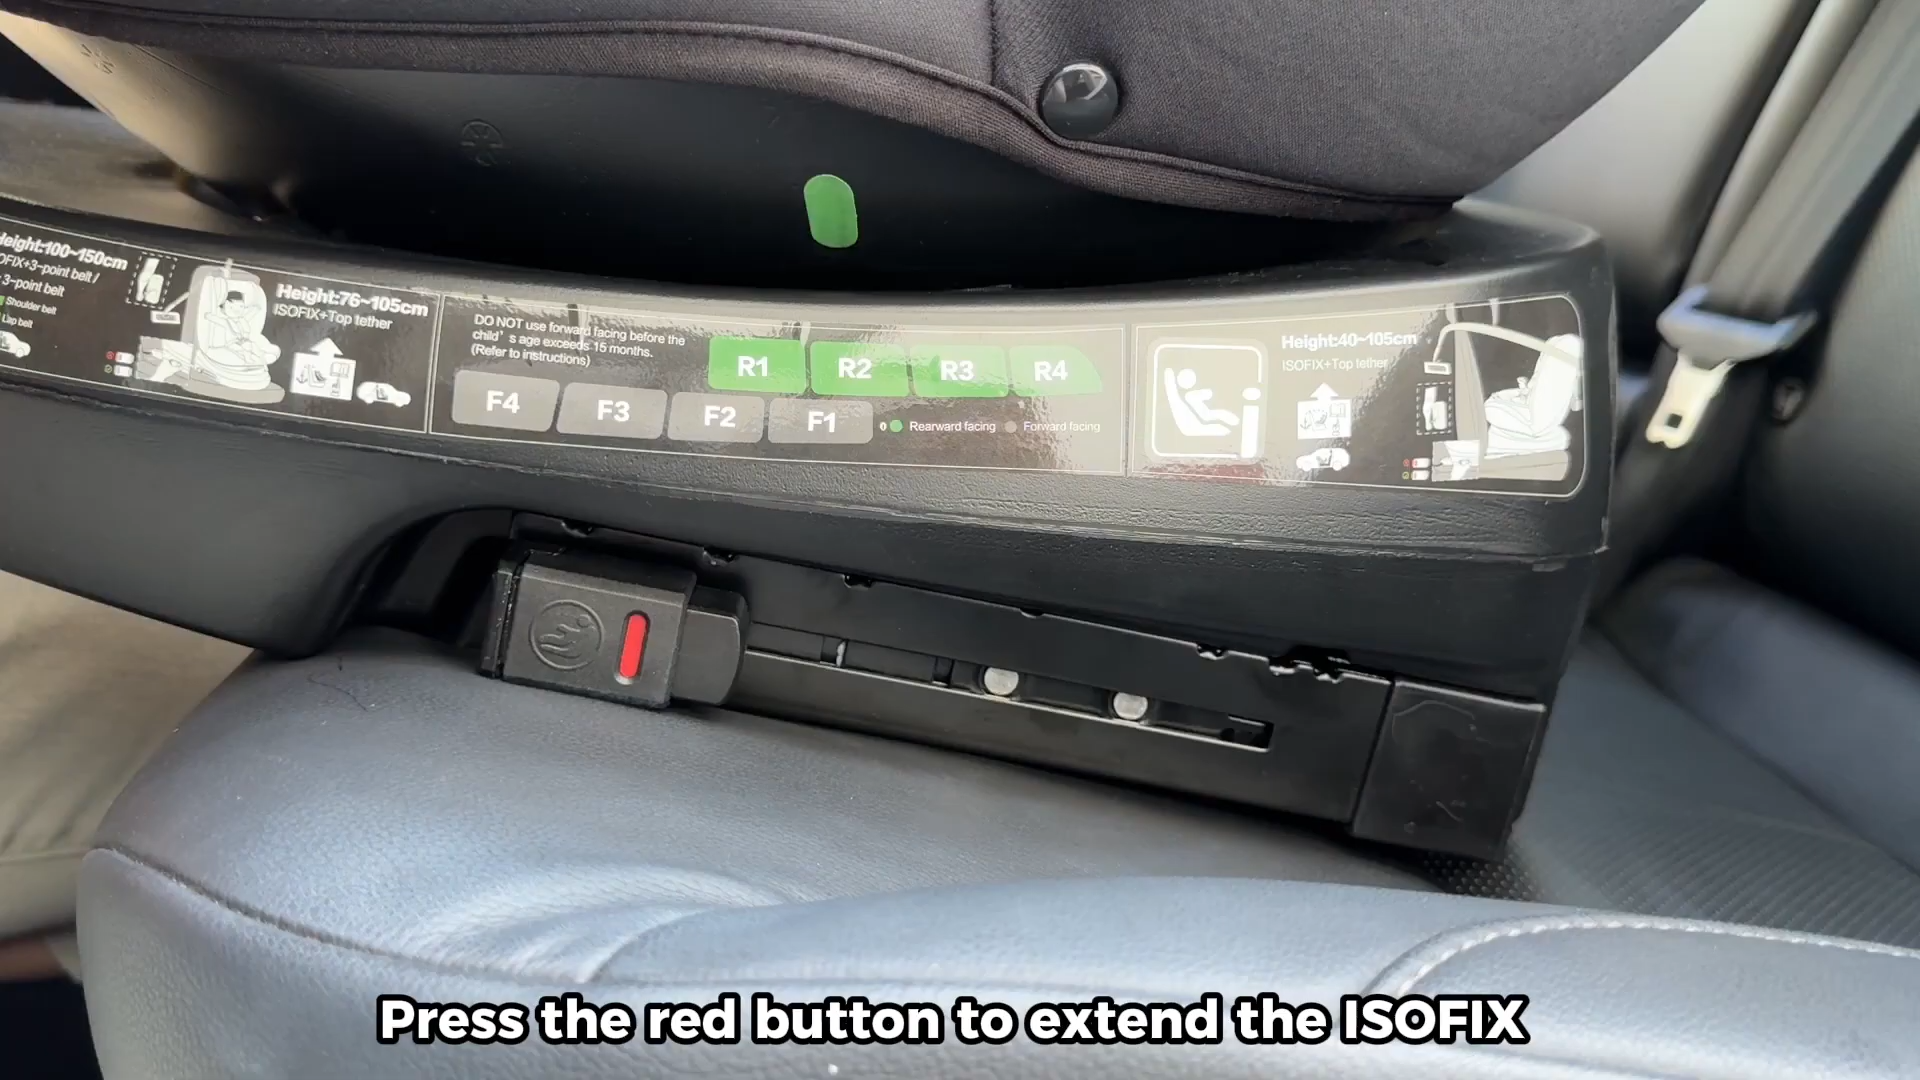 Height:100~150cm
ISOFIX+3-point belt /
3-point belt
Shoulder belt
Lap belt
Height:76~105cm
ISOFIX+Top tether
DO NOT use forward facing before the
child's age exceeds 15 months.
(Refer to instructions)
R1 R2 R3 R4
F4 F3 F2 F1
Rearward facing Forward facing
Height:40~105cm
ISOFIX+Top tether
Press the red button to extend the ISOFIX